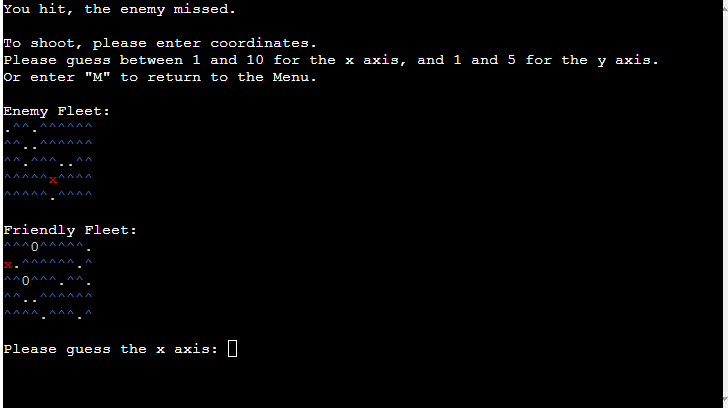 You hit, the enemy missed.
To shoot, please enter coordinates.
Please guess between 1 and 10 for the x axis, and 1 and 5 for the y axis.
Or enter "M" to return to the Menu.
Enemy Fleet:
.^^.^^^^^^
^^..^^^^^^
^^.^^^..^^
^^^^^x^^^^
^^^^^.^^^^
Friendly Fleet:
^^^O^^^^^.
x.^^^^^^.^
^^O^^^.^^.
^^..^^^^^^
^^^^.^^^.^
Please guess the x axis: